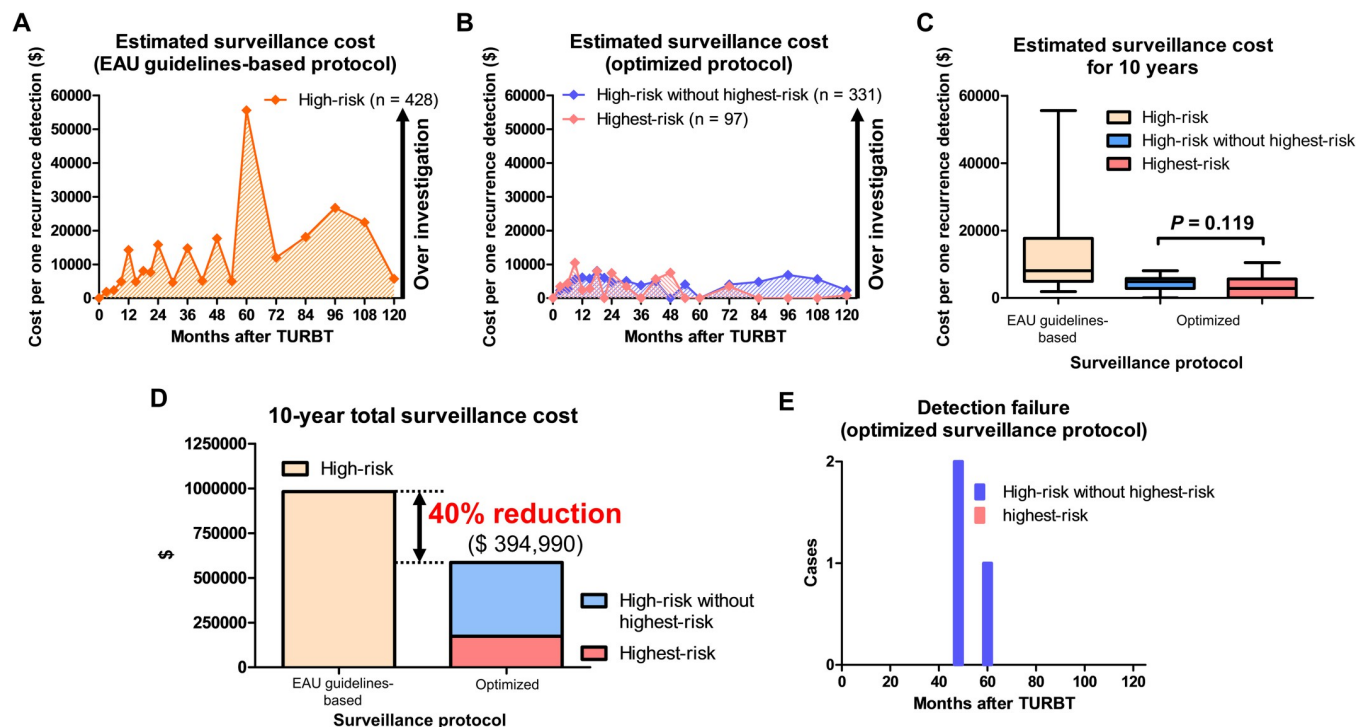 A
Estimated surveillance cost
(EAU guidelines-based protocol)
Cost per one recurrence detection ($)
60000
50000
40000
30000
20000
10000
0
High-risk (n = 428)
Over investigation
0 12 24 36 48 60 72 84 96 108 120
Months after TURBT
B
Estimated surveillance cost
(optimized protocol)
Cost per one recurrence detection ($)
60000
50000
40000
30000
20000
10000
0
High-risk without highest-risk (n = 331)
Highest-risk (n = 97)
Over investigation
0 12 24 36 48 60 72 84 96 108 120
Months after TURBT
C
Estimated surveillance cost
for 10 years
Cost per one recurrence detection ($)
60000
40000
20000
0
High-risk
High-risk without highest-risk
Highest-risk
P = 0.119
EAU guidelines-
based
Optimized
Surveillance protocol
D
10-year total surveillance cost
$
1250000
1000000
750000
500000
250000
0
High-risk
40% reduction
($ 394,990)
High-risk without
highest-risk
Highest-risk
EAU guidelines-
based
Optimized
Surveillance protocol
E
Detection failure
(optimized surveillance protocol)
Cases
2
1
0
High-risk without highest-risk
highest-risk
0 20 40 60 80 100 120
Months after TURBT